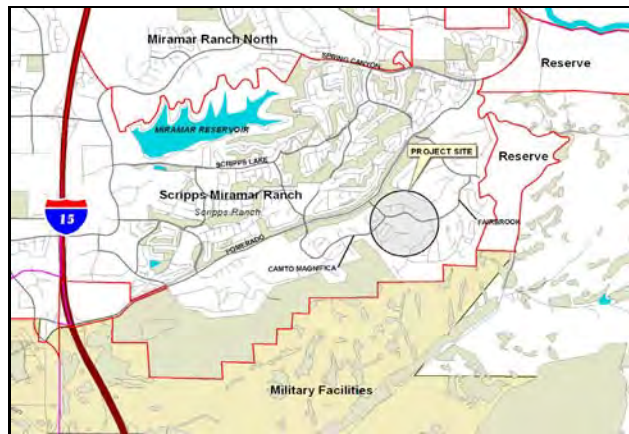 Miramar Ranch North
SPRING CANYON
Reserve
MIRAMAR RESERVOIR
PROJECT SITE
SCRIPPS LAKE
Reserve
Scripps Miramar Ranch
Scripps Ranch
15
FAIRBROOK
POMERADO
CAMTO MAGNIFICA
Military Facilities